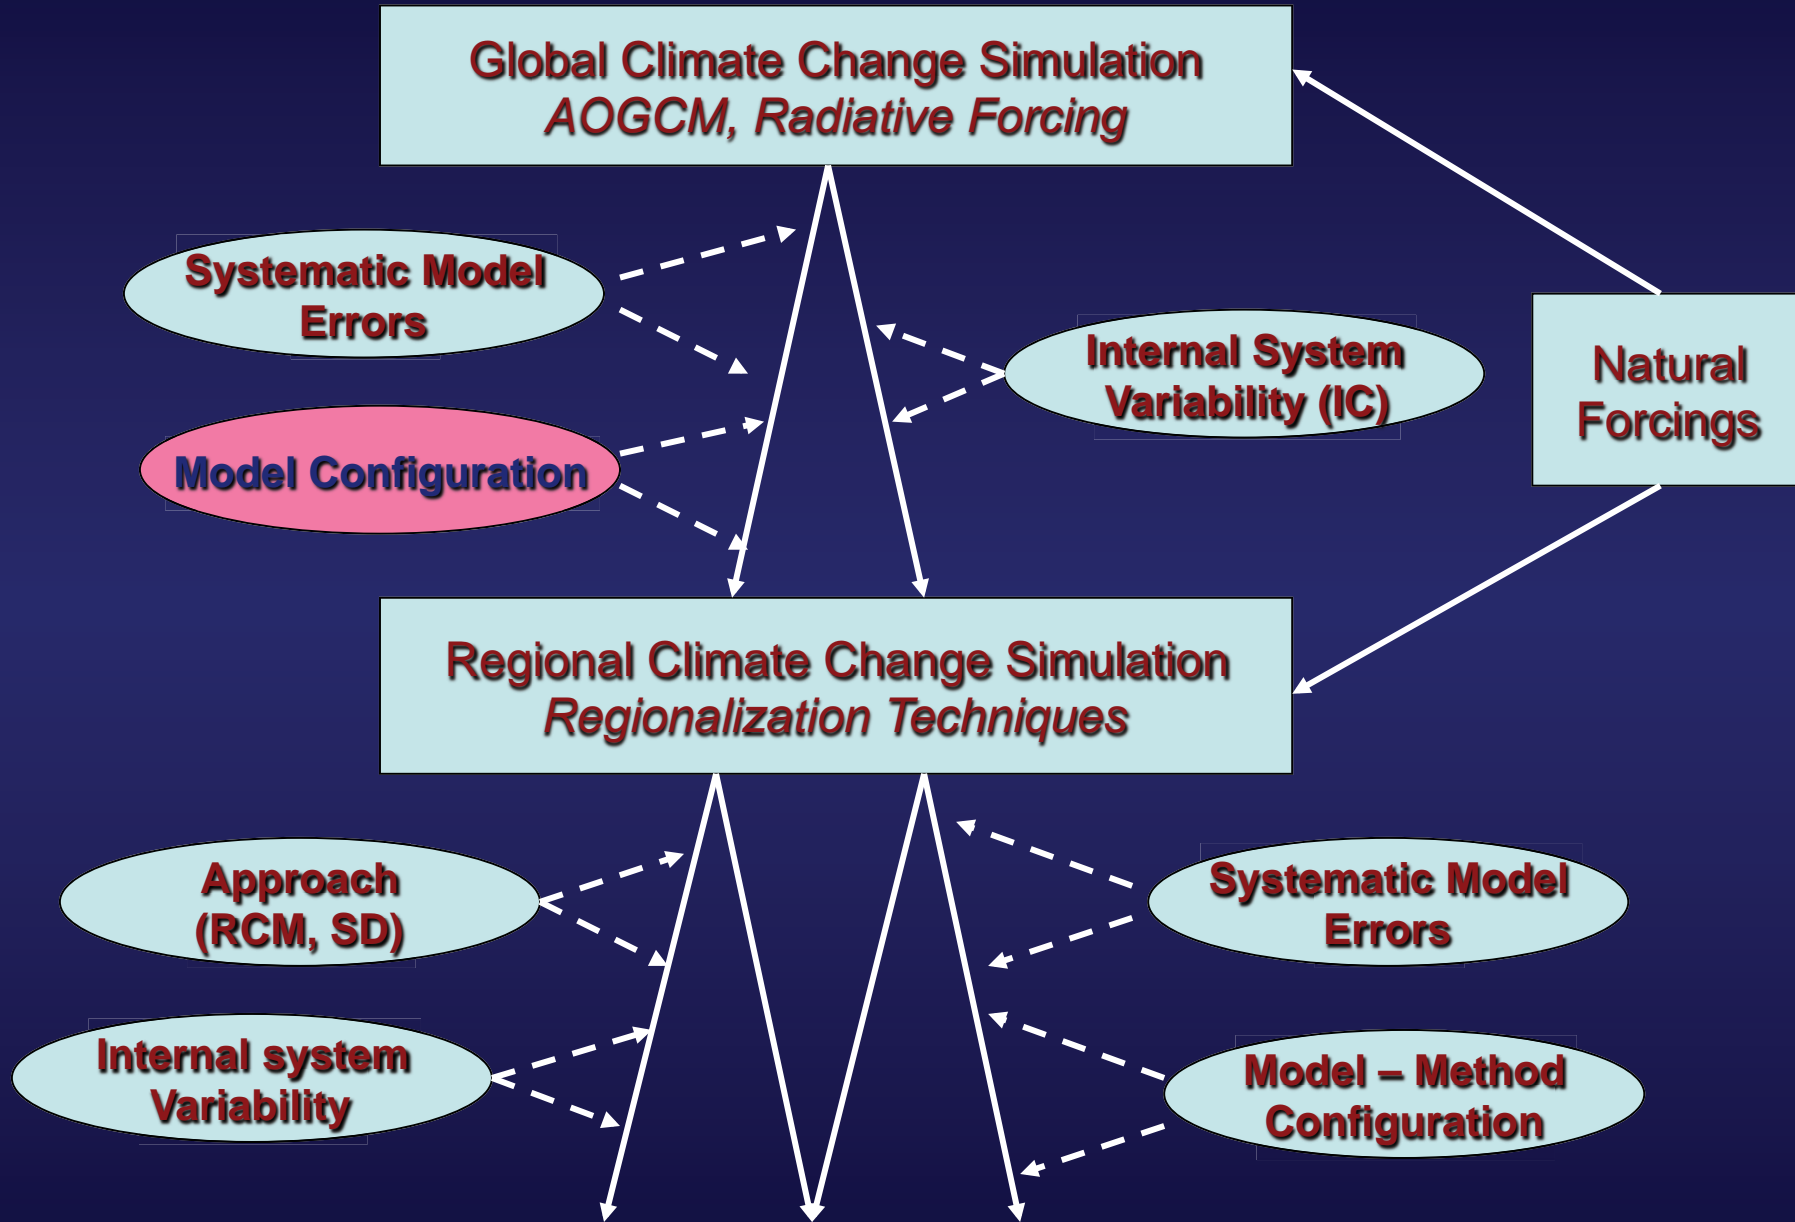 Global Climate Change Simulation
AOGCM, Radiative Forcing
Systematic Model
Errors
Internal System
Variability (IC)
Natural
Forcings
Model Configuration
Regional Climate Change Simulation
Regionalization Techniques
Approach
(RCM, SD)
Systematic Model
Errors
Internal system
Variability
Model – Method
Configuration